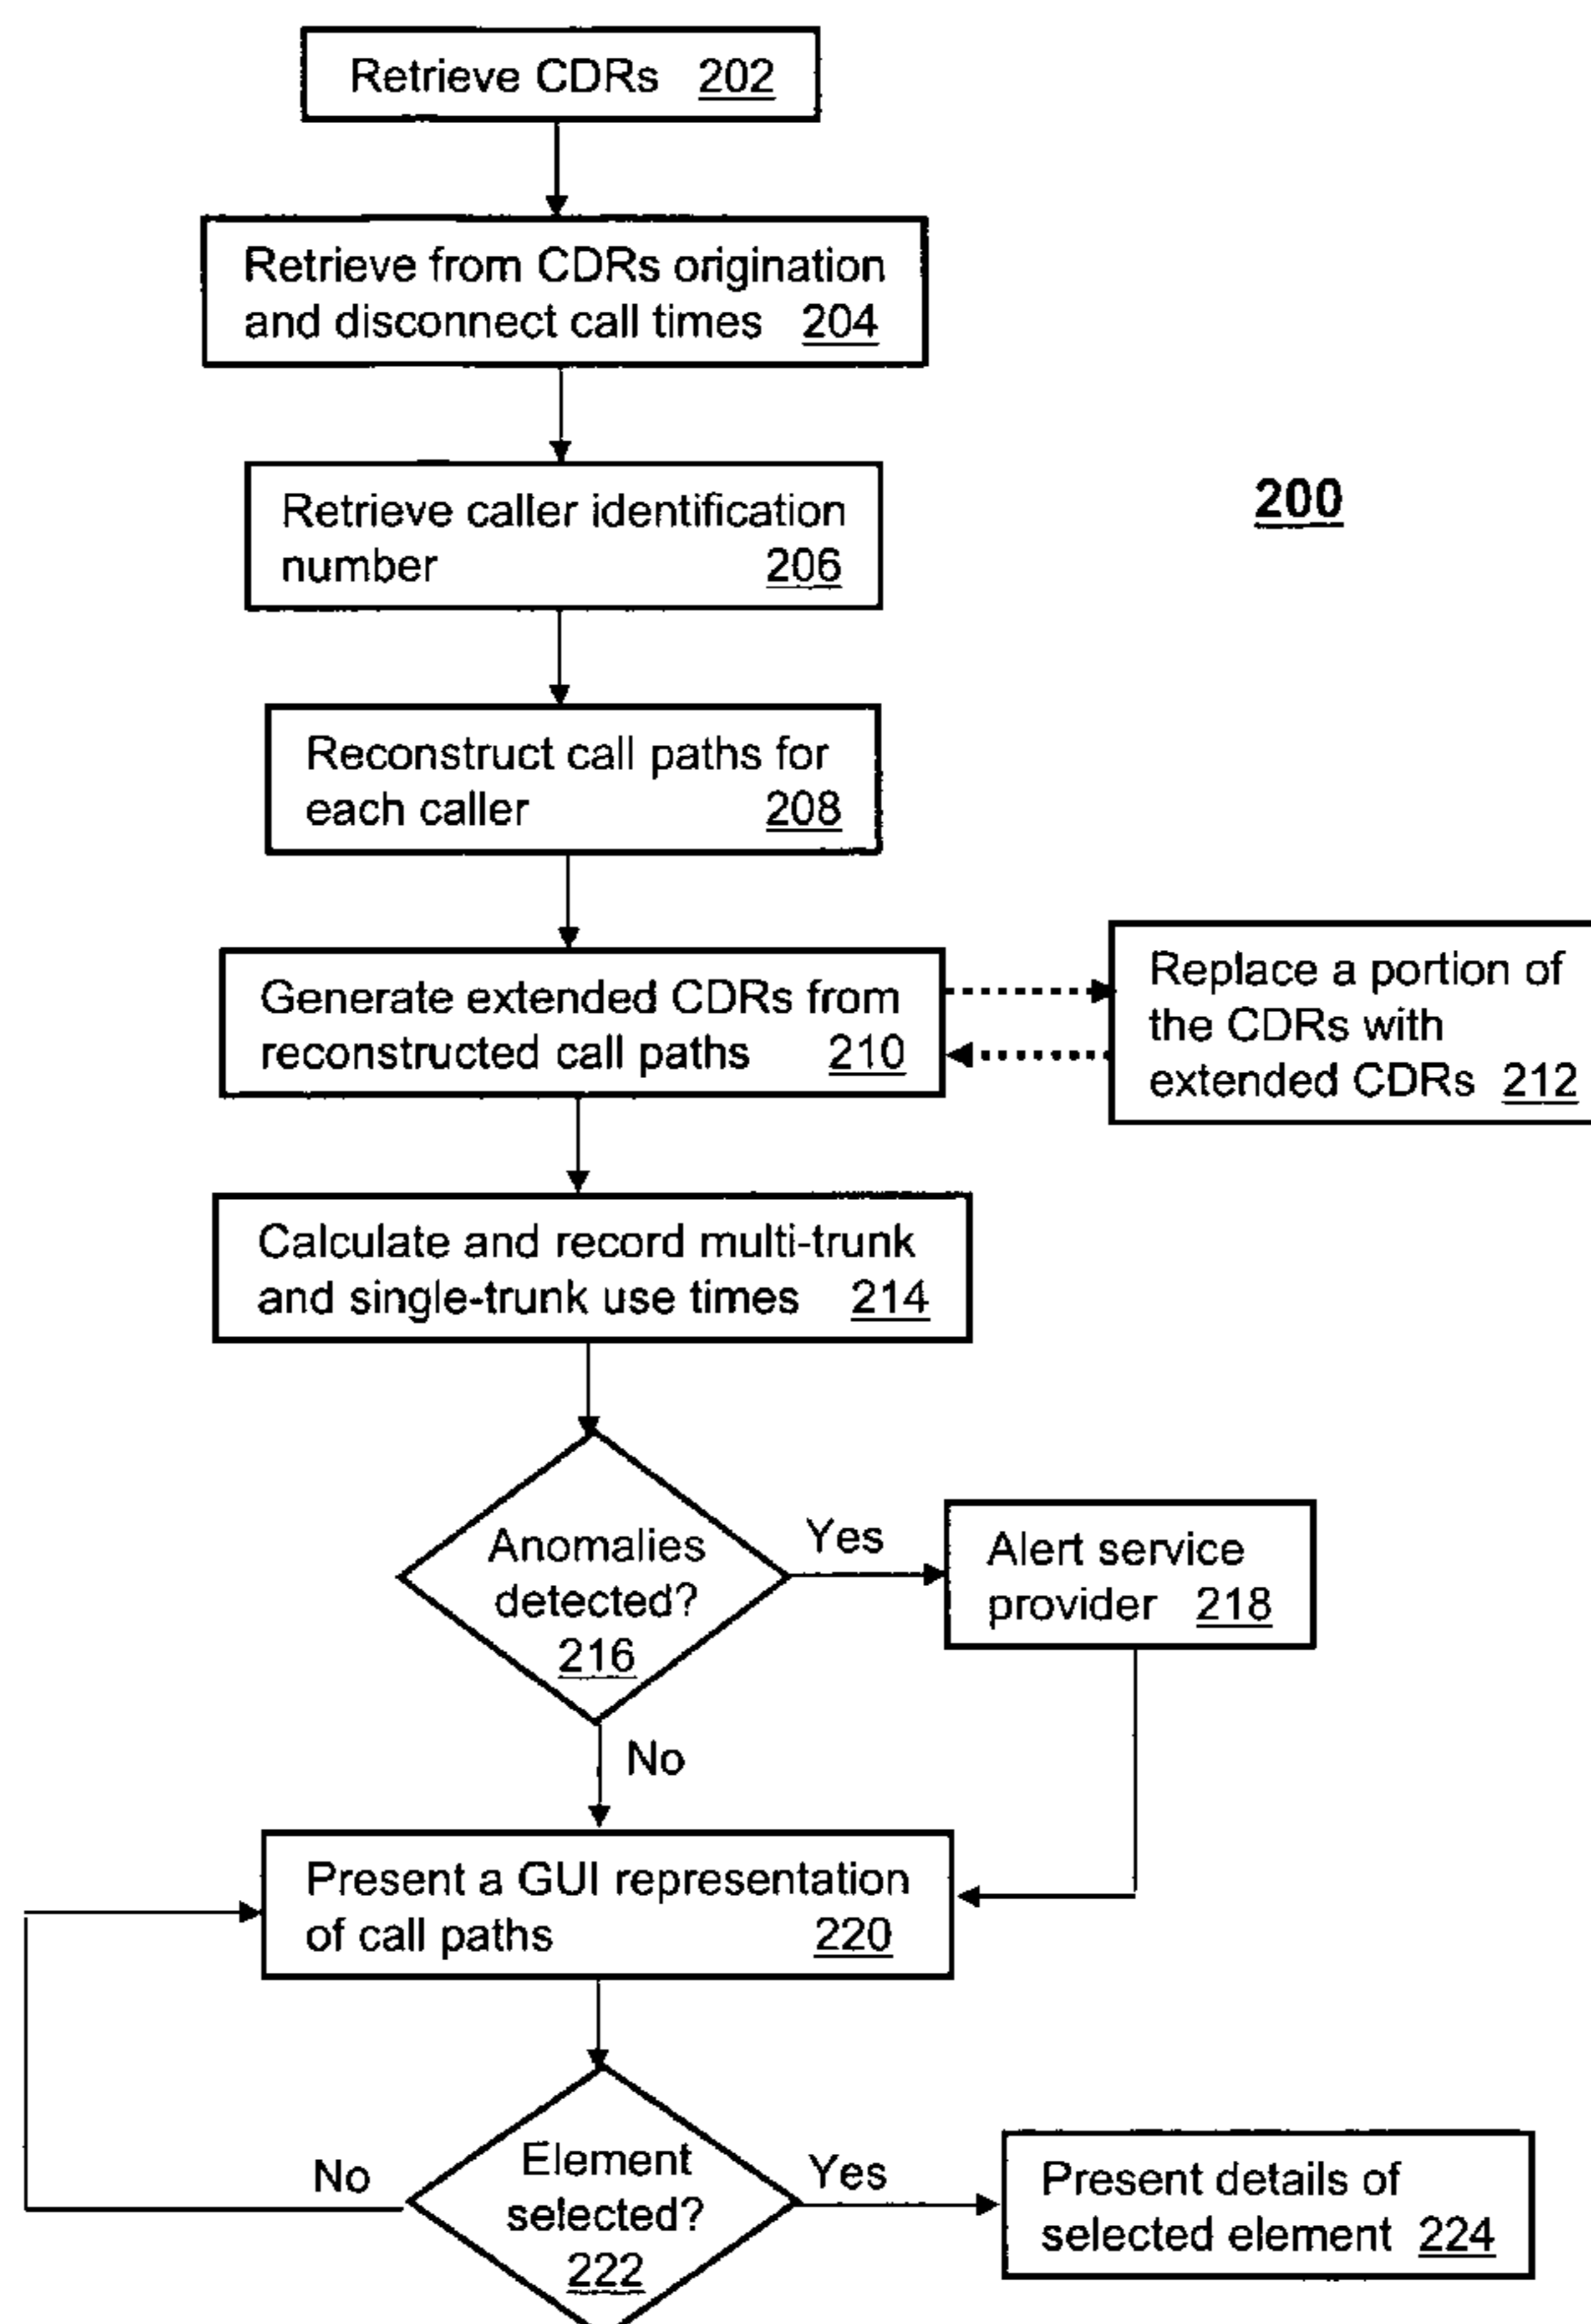 Retrieve CDRs 202
Retrieve from CDRs origination
and disconnect call times 204
Retrieve caller identification
number 206
200
Reconstruct call paths for
each caller 208
Generate extended CDRs from
reconstructed call paths 210
Replace a portion of
the CDRs with
extended CDRs 212
Calculate and record multi-trunk
and single-trunk use times 214
Anomalies
detected?
216
Yes
Alert service
provider 218
No
Present a GUI representation
of call paths 220
No
Element
selected?
222
Yes
Present details of
selected element 224